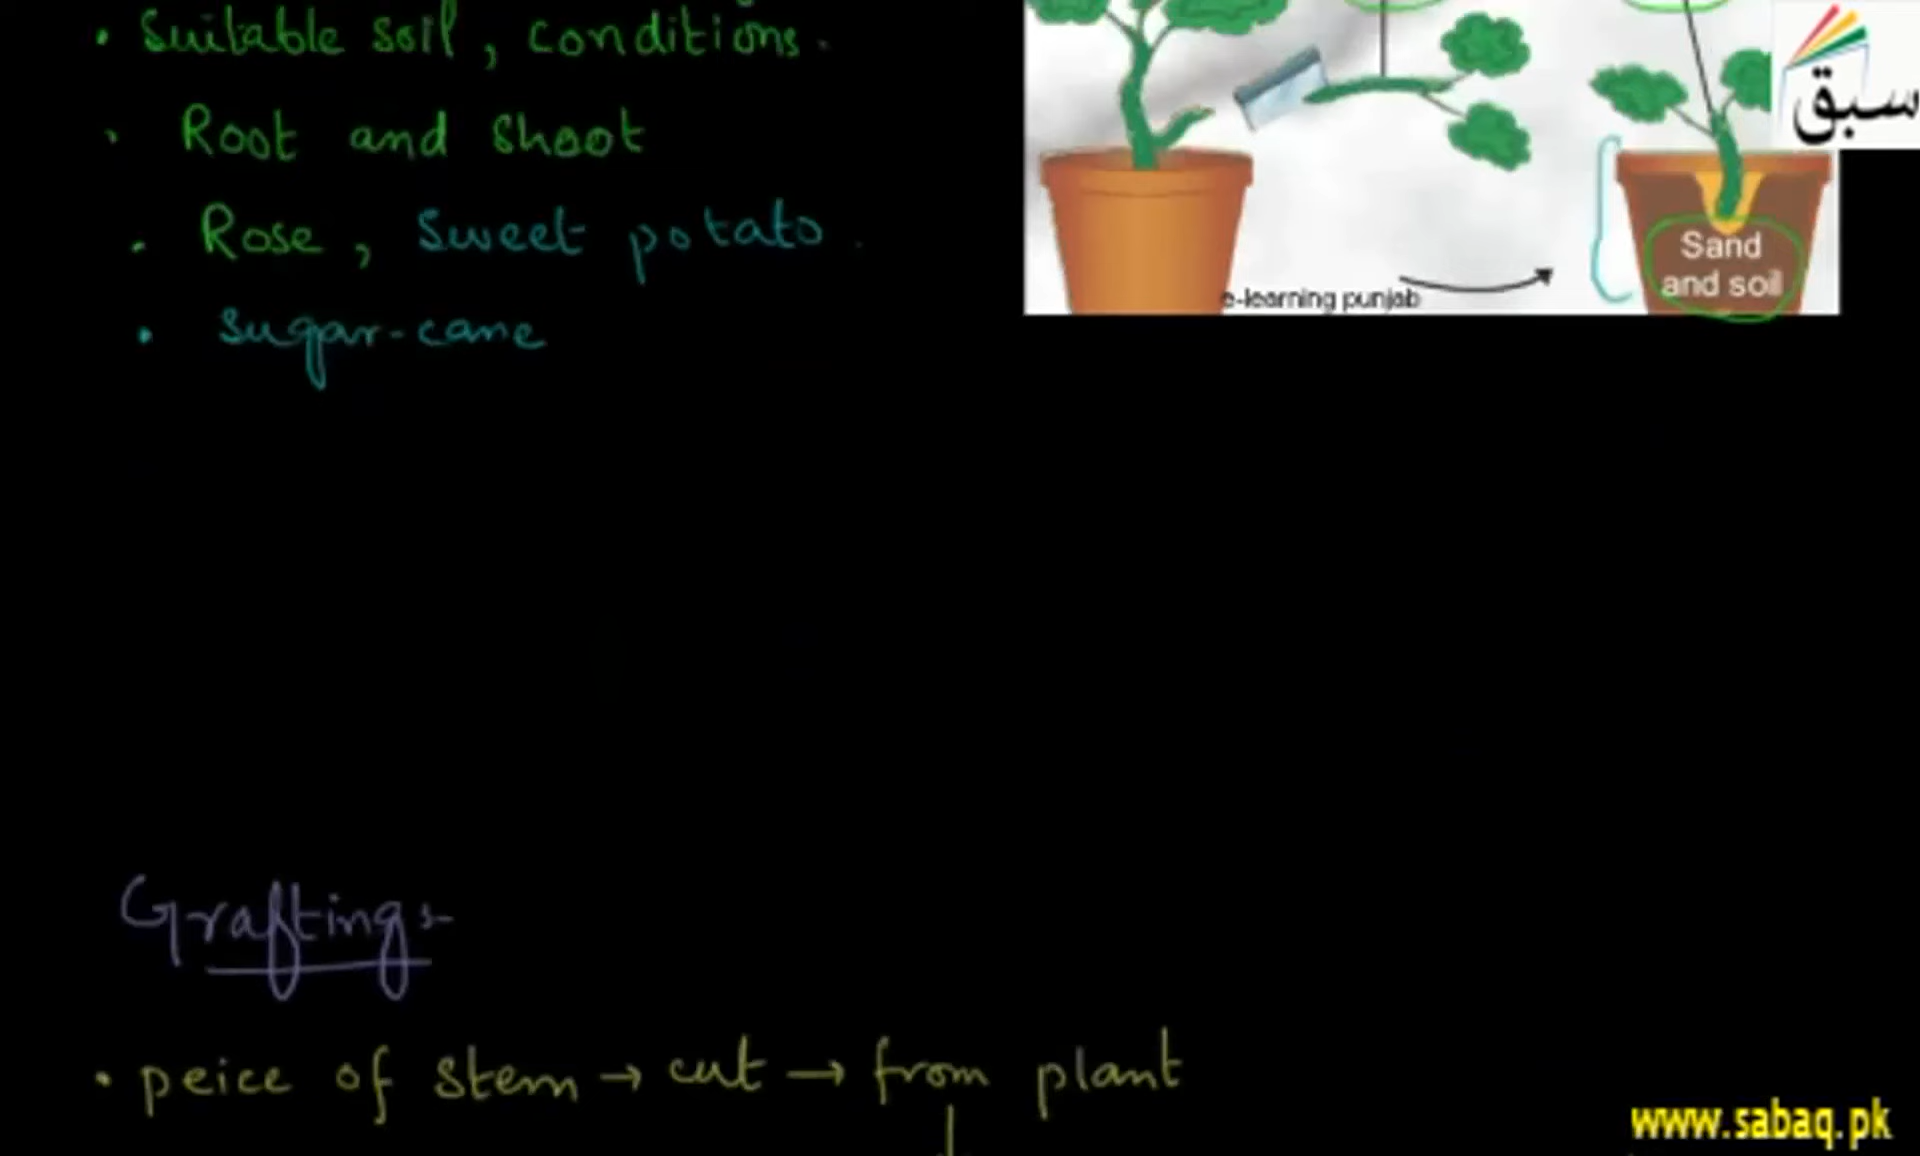 • Suitable soil, conditions.
• Root and shoot
• Rose, Sweet potato.
• Sugar-cane
سبق
Sand
and soil
e-learning punjab
Grafting:-
• peice of stem → cut → from plant
www.sabaq.pk